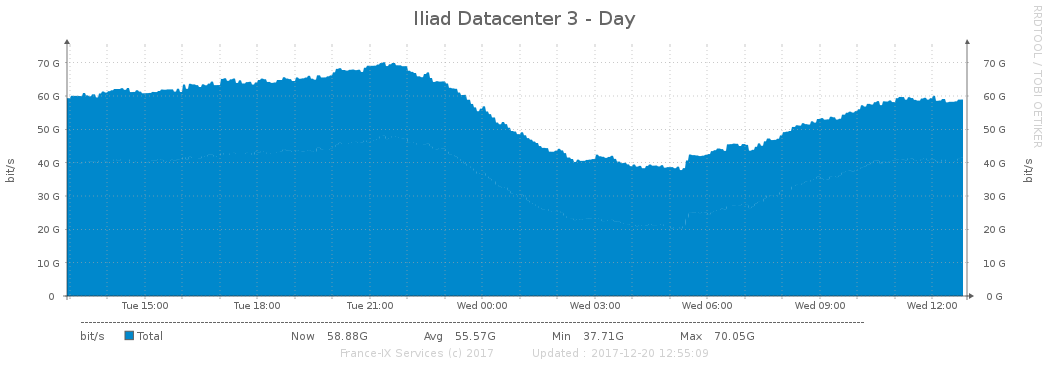 Iliad Datacenter 3 - Day
RRDTOOL / TOBI OETIKER
bit/s
70 G
60 G
50 G
40 G
30 G
20 G
10 G
0
70 G
60 G
50 G
40 G
30 G
20 G
10 G
0 G
bit/s
Tue 15:00 Tue 18:00 Tue 21:00 Wed 00:00 Wed 03:00 Wed 06:00 Wed 09:00 Wed 12:00
bit/s Total Now 58.88G Avg 55.57G Min 37.71G Max 70.05G
France-IX Services (c) 2017 Updated : 2017-12-20 12:55:09